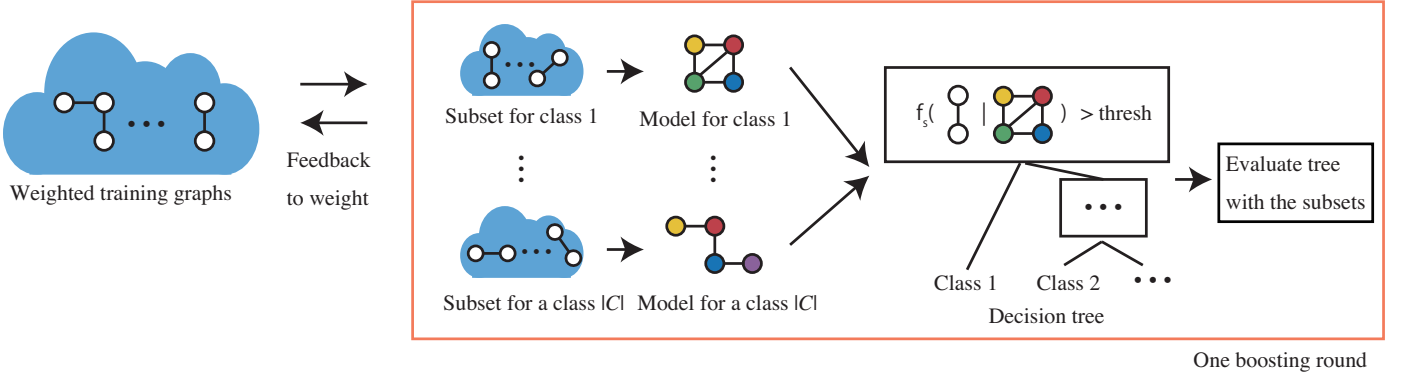 Weighted training graphs
Feedback
to weight
Subset for class 1
Model for class 1
Subset for a class |C|
Model for a class |C|
f_s( | ) > thresh
Class 1
Class 2
Decision tree
Evaluate tree
with the subsets
One boosting round